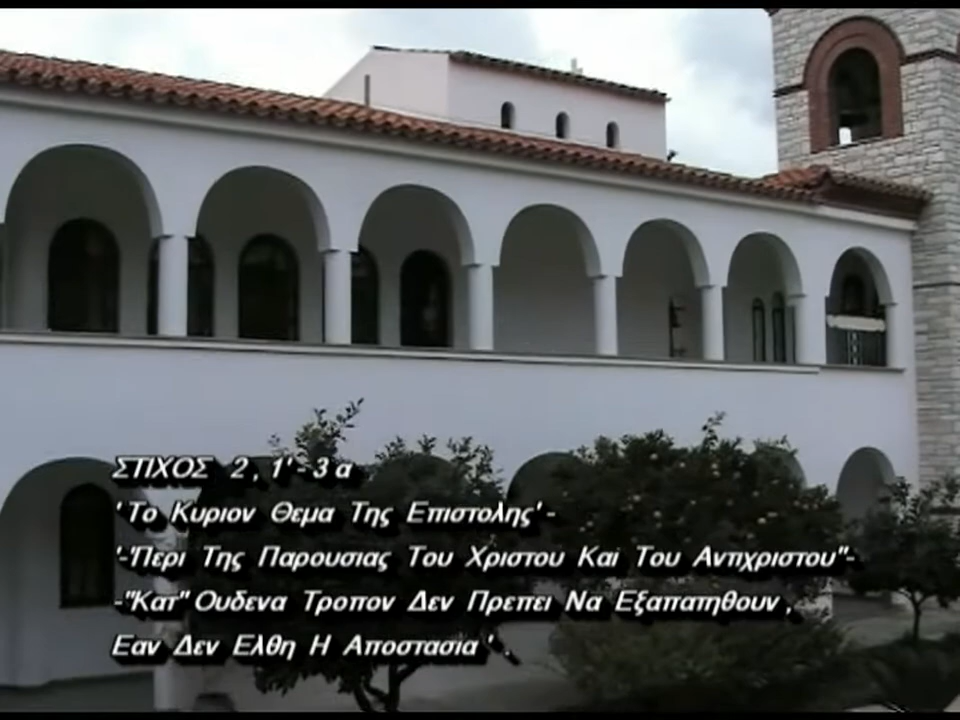 ΣΤΙΧΟΣ 2, 1'-3 α
'Το Κυριον Θεμα Της Επιστολης'-
'-'Περι Της Παρουσιας Του Χριστου Και Του Αντιχριστου"-
-"Κατ" Ουδενα Τροπον Δεν Πρεπει Να Εξαπατηθουν,
Εαν Δεν Ελθη Η Αποστασια'.